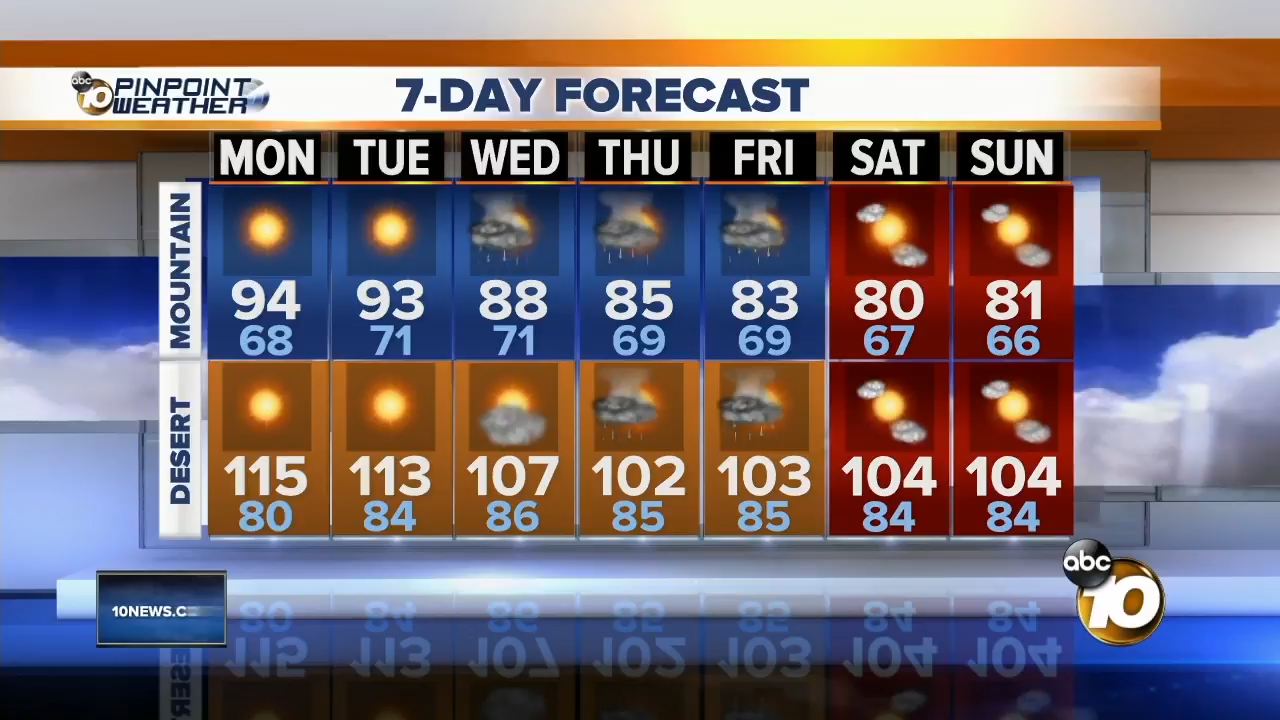 abc 10 PINPOINT WEATHER
7-DAY FORECAST
MON TUE WED THU FRI SAT SUN
MOUNTAIN
94 93 88 85 83 80 81
68 71 71 69 69 67 66
DESERT
115 113 107 102 103 104 104
80 84 86 85 85 84 84
10NEWS.C
abc 10